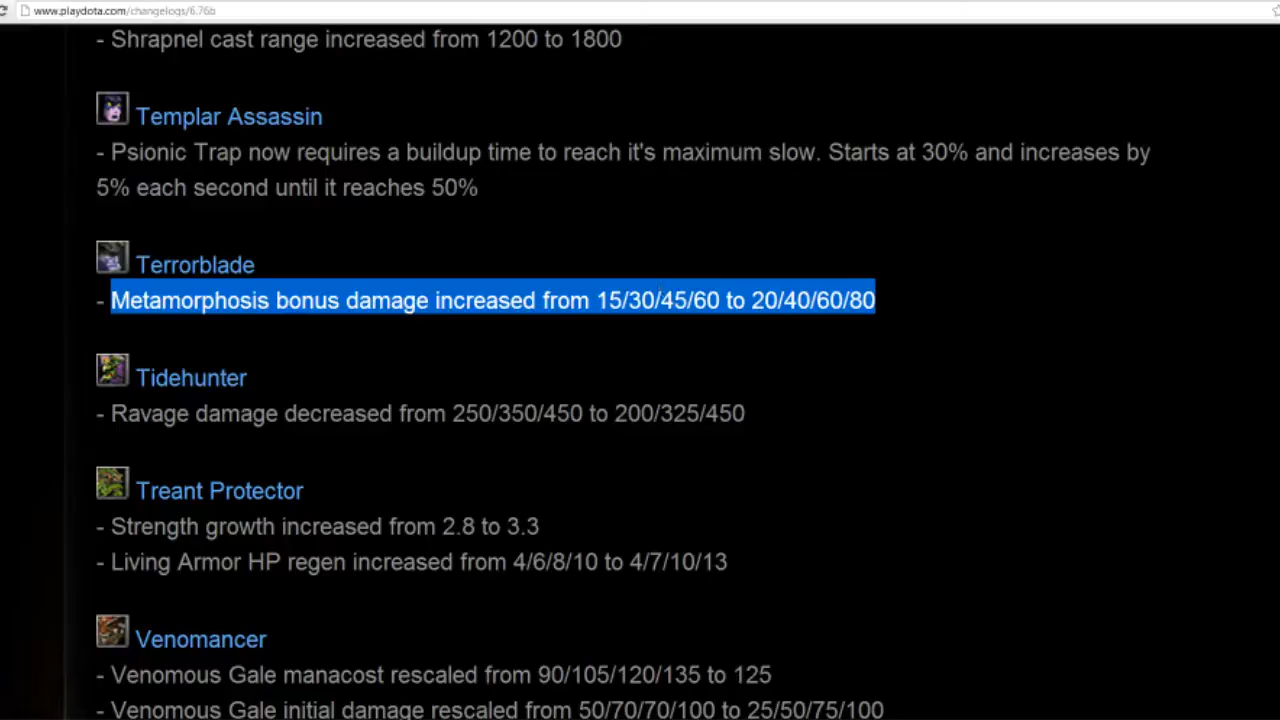 www.playdota.com/changelogs/6.76b
- Shrapnel cast range increased from 1200 to 1800
Templar Assassin
- Psionic Trap now requires a buildup time to reach it's maximum slow. Starts at 30% and increases by
5% each second until it reaches 50%
Terrorblade
- Metamorphosis bonus damage increased from 15/30/45/60 to 20/40/60/80
Tidehunter
- Ravage damage decreased from 250/350/450 to 200/325/450
Treant Protector
- Strength growth increased from 2.8 to 3.3
- Living Armor HP regen increased from 4/6/8/10 to 4/7/10/13
Venomancer
- Venomous Gale manacost rescaled from 90/105/120/135 to 125
- Venomous Gale initial damage rescaled from 50/70/70/100 to 25/50/75/100